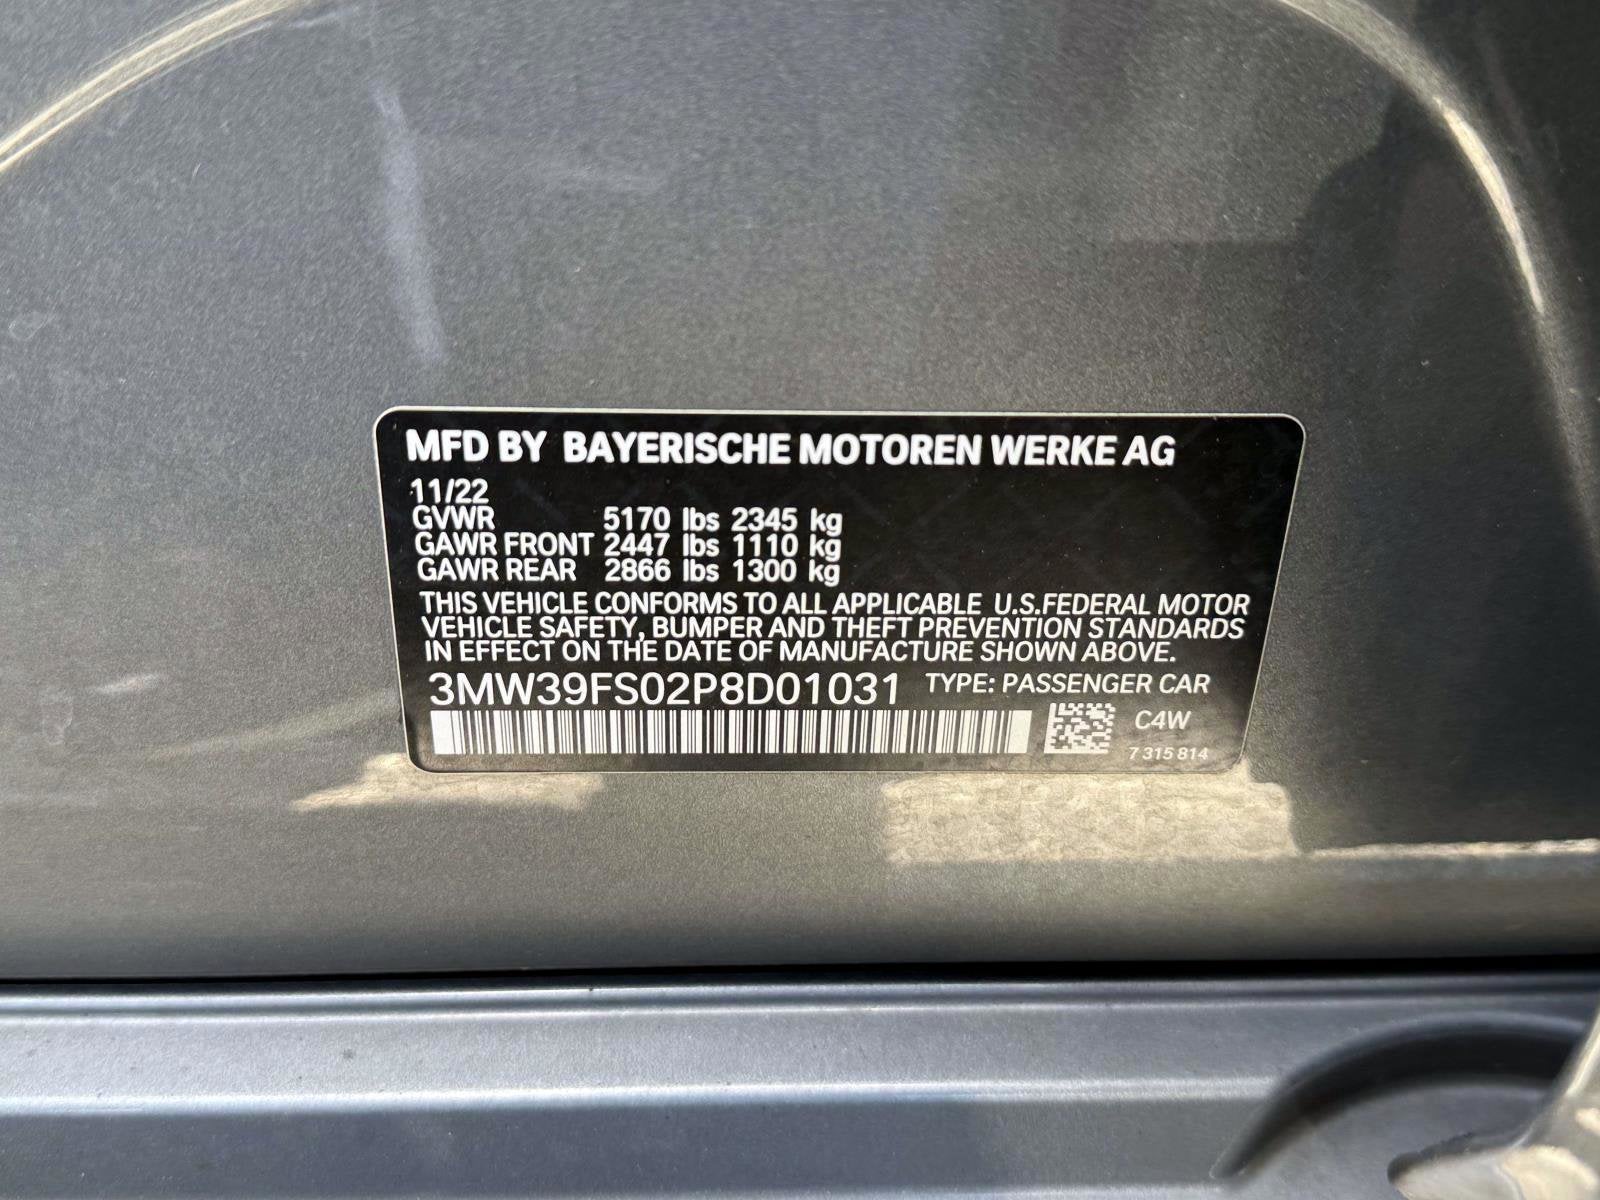 MFD BY BAYERISCHE MOTOREN WERKE AG
11/22
GVWR 5170 lbs 2345 kg
GAWR FRONT 2447 lbs 1110 kg
GAWR REAR 2866 lbs 1300 kg
THIS VEHICLE CONFORMS TO ALL APPLICABLE U.S.FEDERAL MOTOR
VEHICLE SAFETY, BUMPER AND THEFT PREVENTION STANDARDS
IN EFFECT ON THE DATE OF MANUFACTURE SHOWN ABOVE.
3MW39FS02P8D01031 TYPE: PASSENGER CAR
C4W
7 315 814